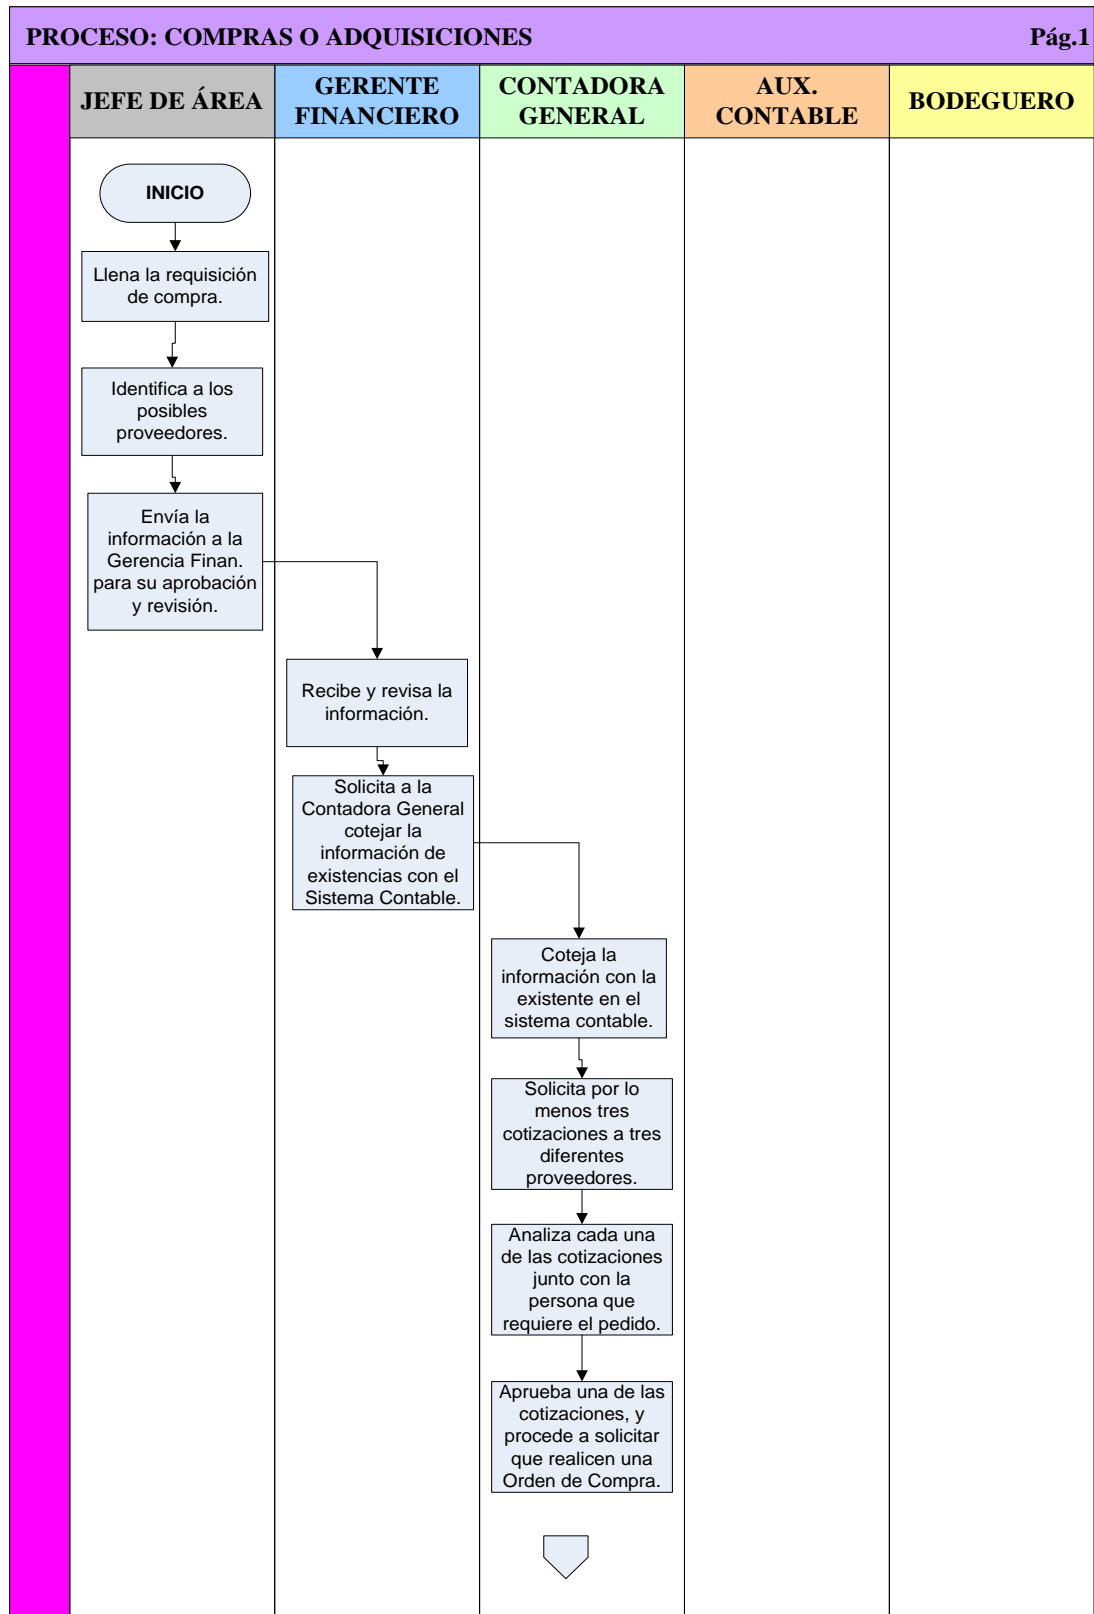 PROCESO: COMPRAS O ADQUISICIONES Pág.1
JEFE DE ÁREA
GERENTE
FINANCIERO
CONTADORA
GENERAL
AUX.
CONTABLE
BODEGUERO
INICIO
Llena la requisición
de compra.
Identifica a los
posibles
proveedores.
Envía la
información a la
Gerencia Finan.
para su aprobación
y revisión.
Recibe y revisa la
información.
Solicita a la
Contadora General
cotejar la
información de
existencias con el
Sistema Contable.
Coteja la
información con la
existente en el
sistema contable.
Solicita por lo
menos tres
cotizaciones a tres
diferentes
proveedores.
Analiza cada una
de las cotizaciones
junto con la
persona que
requiere el pedido.
Aprueba una de las
cotizaciones, y
procede a solicitar
que realicen una
Orden de Compra.